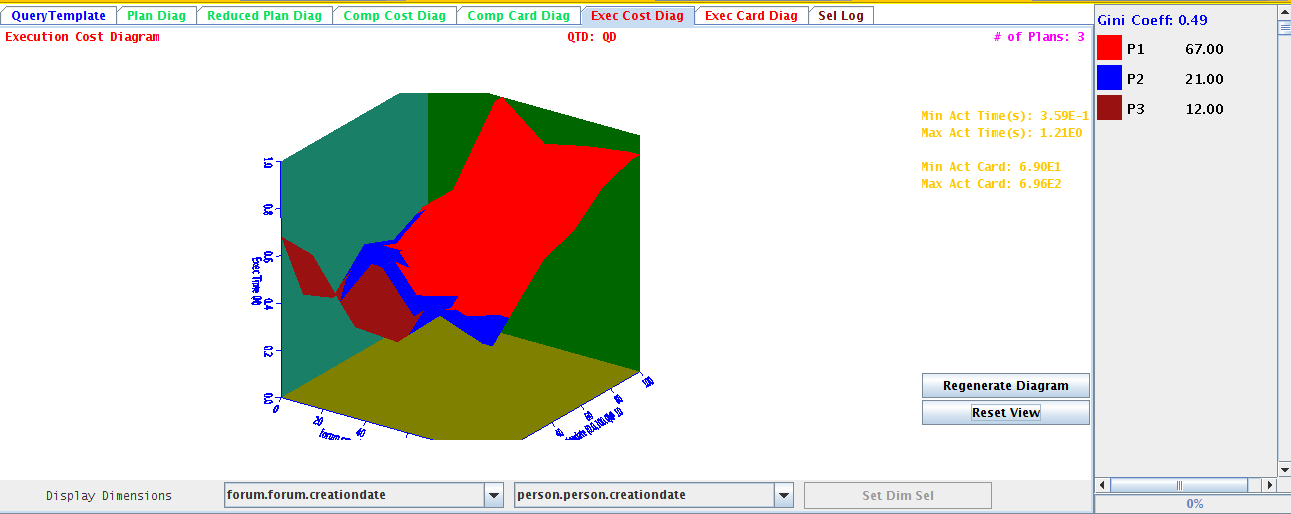 QueryTemplate Plan Diag Reduced Plan Diag Comp Cost Diag Comp Card Diag Exec Cost Diag Exec Card Diag Sel Log
Execution Cost Diagram QTD: QD # of Plans: 3
Gini Coeff: 0.49
P1 67.00
P2 21.00
P3 12.00
Min Act Time(s): 3.59E-1
Max Act Time(s): 1.21E0
Min Act Card: 6.90E1
Max Act Card: 6.96E2
1.0
0.8
0.6
Exec Time
0.4
0.2
0.0
0
20
40
40
60
80
100
Regenerate Diagram
Reset View
Display Dimensions forum.forum.creationdate person.person.creationdate Set Dim Sel
0%